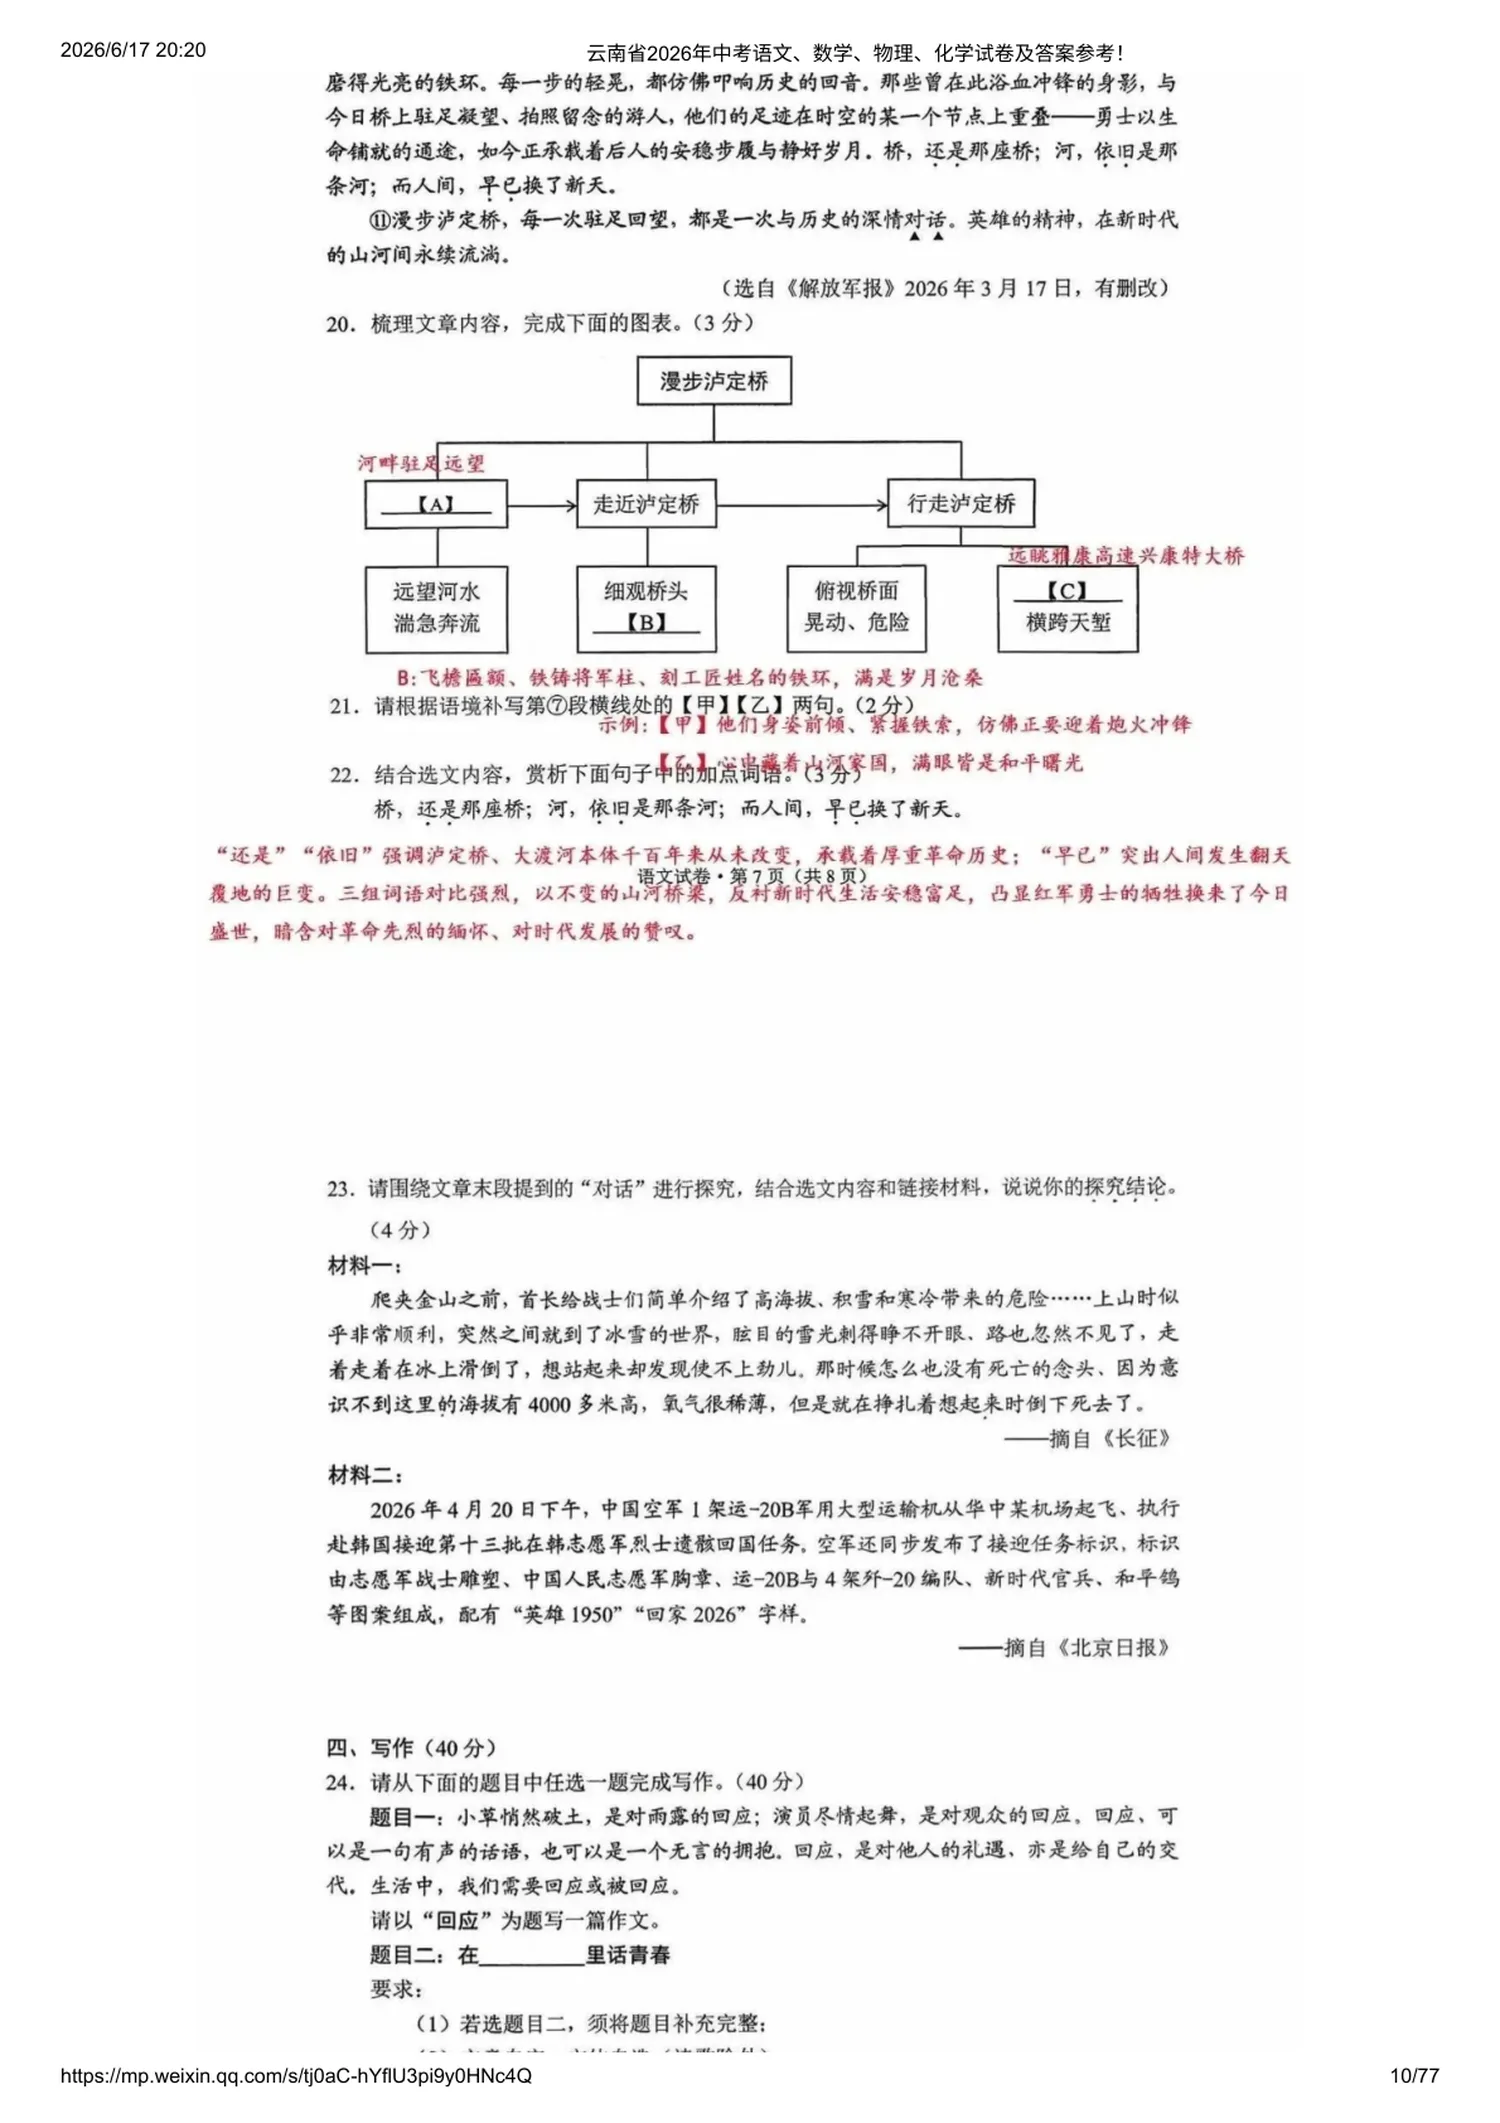 2026/6/17 20:20
云南省2026年中考语文、数学、物理、化学试卷及答案参考!
磨得光亮的铁环。每一步的轻晃，都仿佛叩响历史的回音。那些曾在此浴血冲锋的身影，与
今日桥上驻足凝望、拍照留念的游人，他们的足迹在时空的某一个节点上重叠——勇士以生
命铺就的通途，如今正承载着后人的安稳步履与静好岁月。桥，还是那座桥；河，依旧是那
条河；而人间，早已换了新天。
⑪漫步泸定桥，每一次驻足回望，都是一次与历史的深情对话。英雄的精神，在新时代
的山河间永续流淌。
（选自《解放军报》2026年3月17日，有删改）
20．梳理文章内容，完成下面的图表。（3分）
漫步泸定桥
河畔驻足远望
【A】
走近泸定桥
行走泸定桥
远眺雅康高速兴康特大桥
远望河水
湍急奔流
细观桥头
【B】
俯视桥面
晃动、危险
【C】
横跨天堑
B:飞檐匾额、铁铸将军柱、刻工匠姓名的铁环，满是岁月沧桑
21．请根据语境补写第⑦段横线处的【甲】【乙】两句。（2分）
示例:【甲】他们身姿前倾、紧握铁索，仿佛正要迎着炮火冲锋
【乙】心中藏着山河家国，满眼皆是和平曙光
22．结合选文内容，赏析下面句子中的加点词语。（3分）
桥，还是那座桥；河，依旧是那条河；而人间，早已换了新天。
“还是”“依旧”强调泸定桥、大渡河本体千百年来从未改变，承载着厚重革命历史；“早已”突出人间发生翻天
语文试卷·第7页（共8页）
覆地的巨变。三组词语对比强烈，以不变的山河桥梁，反衬新时代生活安稳富足，凸显红军勇士的牺牲换来了今日
盛世，暗含对革命先烈的缅怀、对时代发展的赞叹。
23．请围绕文章末段提到的“对话”进行探究，结合选文内容和链接材料，说说你的探究结论。
（4分）
材料一：
爬夹金山之前，首长给战士们简单介绍了高海拔、积雪和寒冷带来的危险……上山时似
乎非常顺利，突然之间就到了冰雪的世界，眩目的雪光刺得睁不开眼、路也忽然不见了，走
着走着在冰上滑倒了，想站起来却发现使不上劲儿。那时候怎么也没有死亡的念头、因为意
识不到这里的海拔有4000多米高，氧气很稀薄，但是就在挣扎着想起来时倒下死去了。
——摘自《长征》
材料二：
2026年4月20日下午，中国空军1架运-20B军用大型运输机从华中某机场起飞、执行
赴韩国接迎第十三批在韩志愿军烈士遗骸回国任务。空军还同步发布了接迎任务标识，标识
由志愿军战士雕塑、中国人民志愿军胸章、运-20B与4架歼-20编队、新时代官兵、和平鸽
等图案组成，配有“英雄1950”“回家2026”字样。
——摘自《北京日报》
四、写作（40分）
24．请从下面的题目中任选一题完成写作。（40分）
题目一：小草悄然破土，是对雨露的回应；演员尽情起舞，是对观众的回应。回应、可
以是一句有声的话语，也可以是一个无言的拥抱。回应，是对他人的礼遇、亦是给自己的交
代。生活中，我们需要回应或被回应。
请以“回应”为题写一篇作文。
题目二：在________里话青春
要求：
（1）若选题目二，须将题目补充完整；
https://mp.weixin.qq.com/s/tj0aC-hYflU3pi9y0HNc4Q
10/77